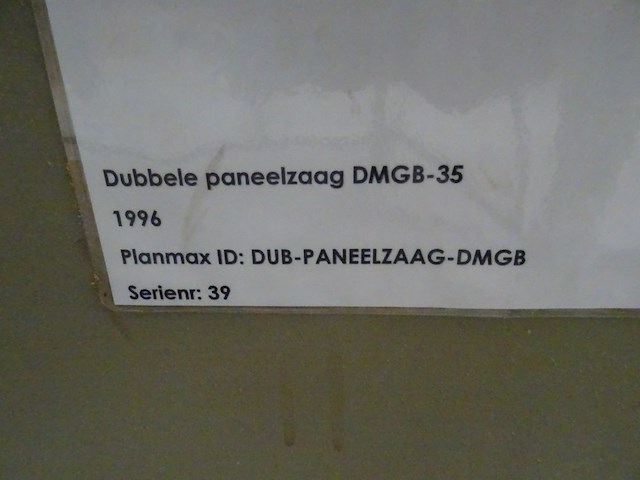 Dubbele paneelzaag DMGB-35
1996
Planmax ID: DUB-PANEELZAAG-DMGB
Serienr: 39